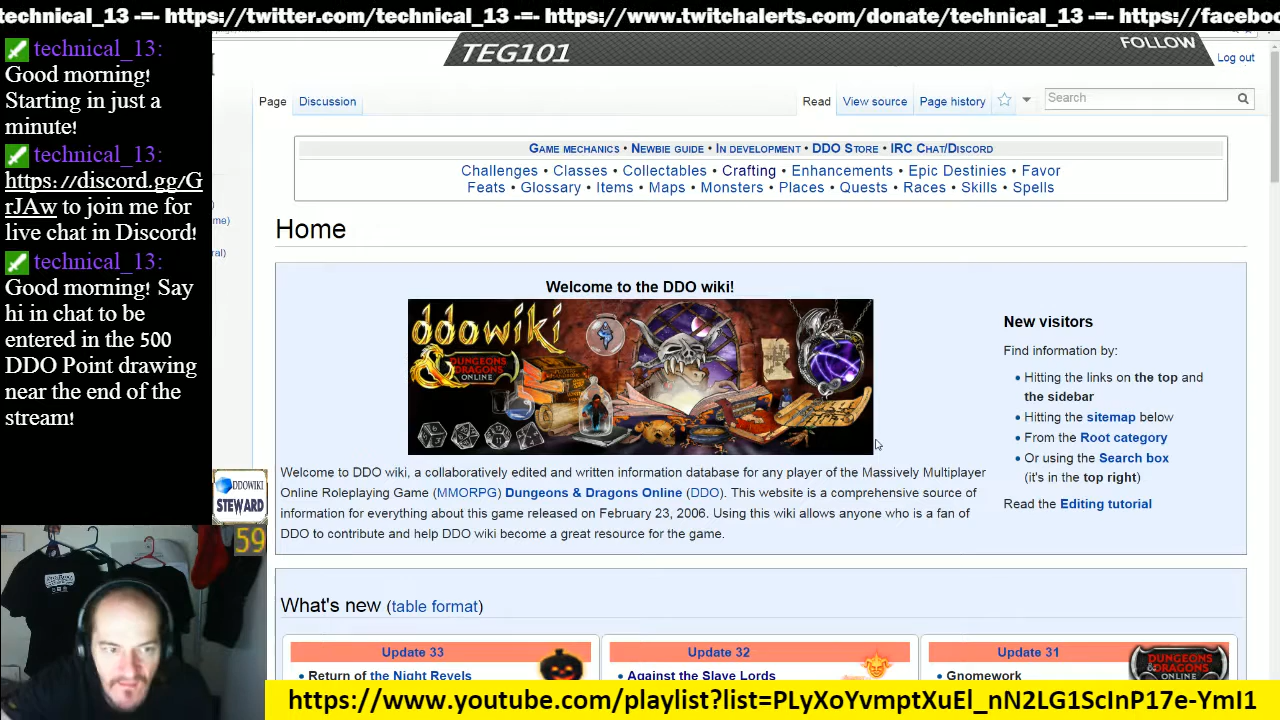 technical_13 -=- https://twitter.com/technical_13 -=- https://www.twitchalerts.com/donate/technical_13 -=- https://faceboo
technical_13:
Good morning!
Starting in just a
minute!
technical_13:
https://discord.gg/G
rJAw to join me for
live chat in Discord!
technical_13:
Good morning! Say
hi in chat to be
entered in the 500
DDO Point drawing
near the end of the
stream!
DDOWIKI
STEWARD
59
me)
ral)
TEG101
FOLLOW
Log out
Page Discussion Read View source Page history Search
Game mechanics • Newbie guide • In development • DDO Store • IRC Chat/Discord
Challenges • Classes • Collectables • Crafting • Enhancements • Epic Destinies • Favor
Feats • Glossary • Items • Maps • Monsters • Places • Quests • Races • Skills • Spells
Home
Welcome to the DDO wiki!
ddowiki
DUNGEONS
& DRAGONS
ONLINE
Welcome to DDO wiki, a collaboratively edited and written information database for any player of the Massively Multiplayer
Online Roleplaying Game (MMORPG) Dungeons & Dragons Online (DDO). This website is a comprehensive source of
information for everything about this game released on February 23, 2006. Using this wiki allows anyone who is a fan of
DDO to contribute and help DDO wiki become a great resource for the game.
New visitors
Find information by:
• Hitting the links on the top and
the sidebar
• Hitting the sitemap below
• From the Root category
• Or using the Search box
(it's in the top right)
Read the Editing tutorial
What's new (table format)
Update 33
• Return of the Night Revels
Update 32
• Against the Slave Lords
Update 31
• Gnomework
DUNGEONS
& DRAGONS
https://www.youtube.com/playlist?list=PLyXoYvmptXuEl_nN2LG1ScInP17e-YmI1